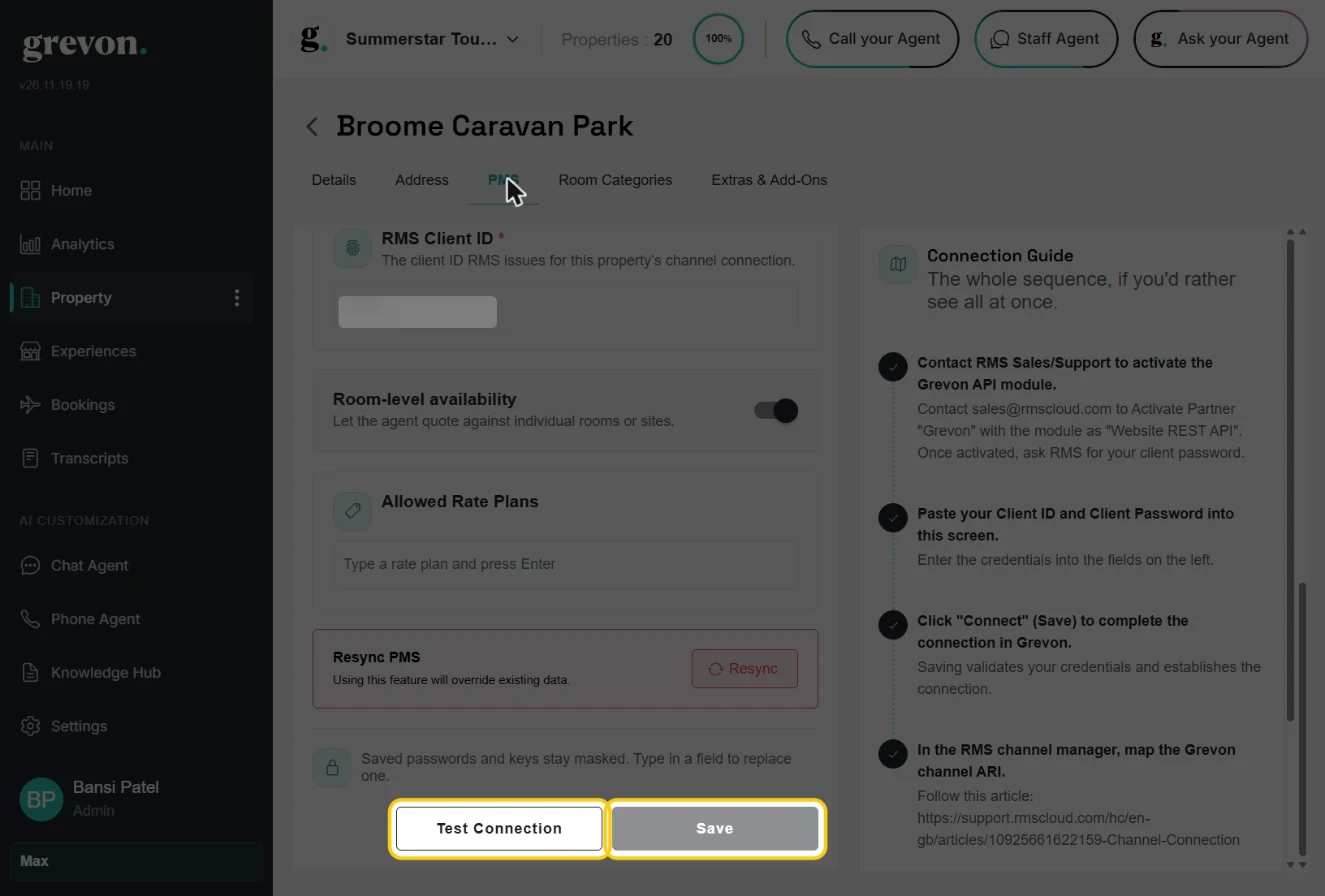 grevon.
v26.11.19.19
MAIN
Home
Analytics
Property
Experiences
Bookings
Transcripts
AI CUSTOMIZATION
Chat Agent
Phone Agent
Knowledge Hub
Settings
BP
Bansi Patel
Admin
Max
g.
Summerstar Tou...
Properties : 20
100%
Call your Agent
Staff Agent
g. Ask your Agent
Broome Caravan Park
Details
Address
PMS
Room Categories
Extras & Add-Ons
RMS Client ID *
The client ID RMS issues for this property's channel connection.
Room-level availability
Let the agent quote against individual rooms or sites.
Allowed Rate Plans
Type a rate plan and press Enter
Resync PMS
Using this feature will override existing data.
Resync
Saved passwords and keys stay masked. Type in a field to replace
one.
Test Connection
Save
Connection Guide
The whole sequence, if you'd rather
see all at once.
Contact RMS Sales/Support to activate the
Grevon API module.
Contact sales@rmscloud.com to Activate Partner
"Grevon" with the module as "Website REST API".
Once activated, ask RMS for your client password.
Paste your Client ID and Client Password into
this screen.
Enter the credentials into the fields on the left.
Click "Connect" (Save) to complete the
connection in Grevon.
Saving validates your credentials and establishes the
connection.
In the RMS channel manager, map the Grevon
channel ARI.
Follow this article:
https://support.rmscloud.com/hc/en-
gb/articles/10925661622159-Channel-Connection